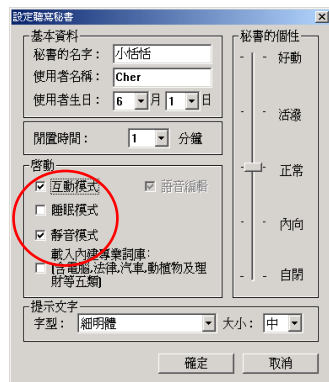 設定聽寫秘書
基本資料
秘書的名字： 小恬恬
使用者名稱： Cher
使用者生日： 6 月 1 日
閒置時間： 1 分鐘
啓動
互動模式 語音編輯
睡眠模式
靜音模式
載入內建專業詞庫:
(含電腦,法律,汽車,動植物及理
財等五類)
秘書的個性
好動
活潑
正常
內向
自閉
提示文字
字型： 細明體 大小： 中
確定 取消